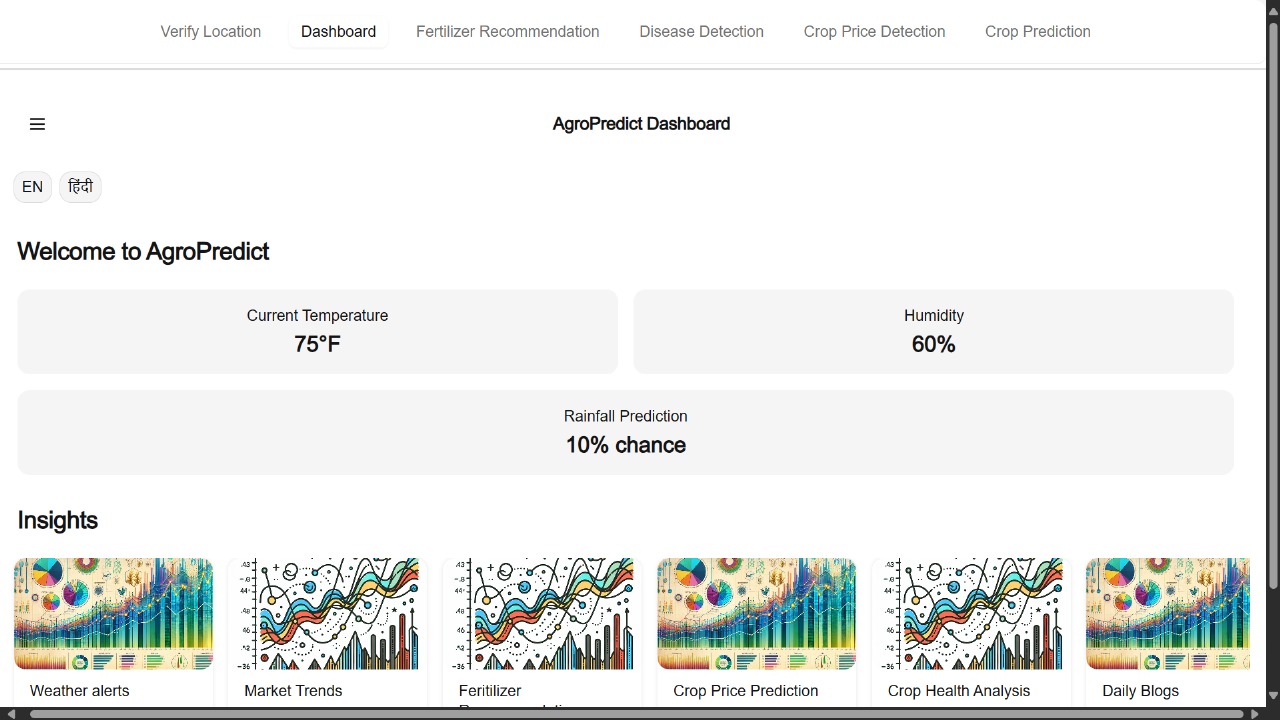 Verify Location
Dashboard
Fertilizer Recommendation
Disease Detection
Crop Price Detection
Crop Prediction
AgroPredict Dashboard
EN
हिंदी
Welcome to AgroPredict
Current Temperature
75°F
Humidity
60%
Rainfall Prediction
10% chance
Insights
Weather alerts
Market Trends
Feritilizer
Crop Price Prediction
Crop Health Analysis
Daily Blogs